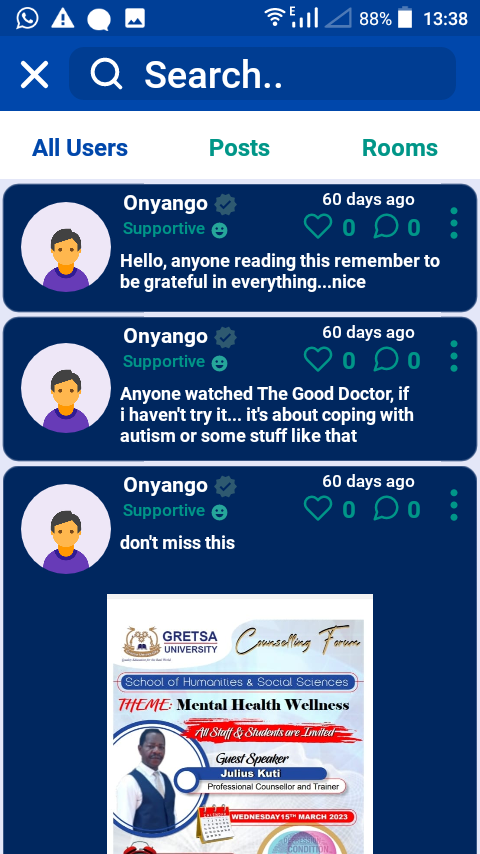 E 88% 13:38
Search..
All Users Posts Rooms
Onyango 60 days ago
Supportive 0 0
Hello, anyone reading this remember to
be grateful in everything...nice
Onyango 60 days ago
Supportive 0 0
Anyone watched The Good Doctor, if
i haven't try it... it's about coping with
autism or some stuff like that
Onyango 60 days ago
Supportive 0 0
don't miss this
GRETSA
UNIVERSITY
Counselling Forum
School of Humanities & Social Sciences
THEME: Mental Health Wellness
All Staff & Students are Invited
Guest Speaker
Julius Kuti
Professional Counsellor and Trainer
WEDNESDAY 15TH MARCH 2023
CONDITION